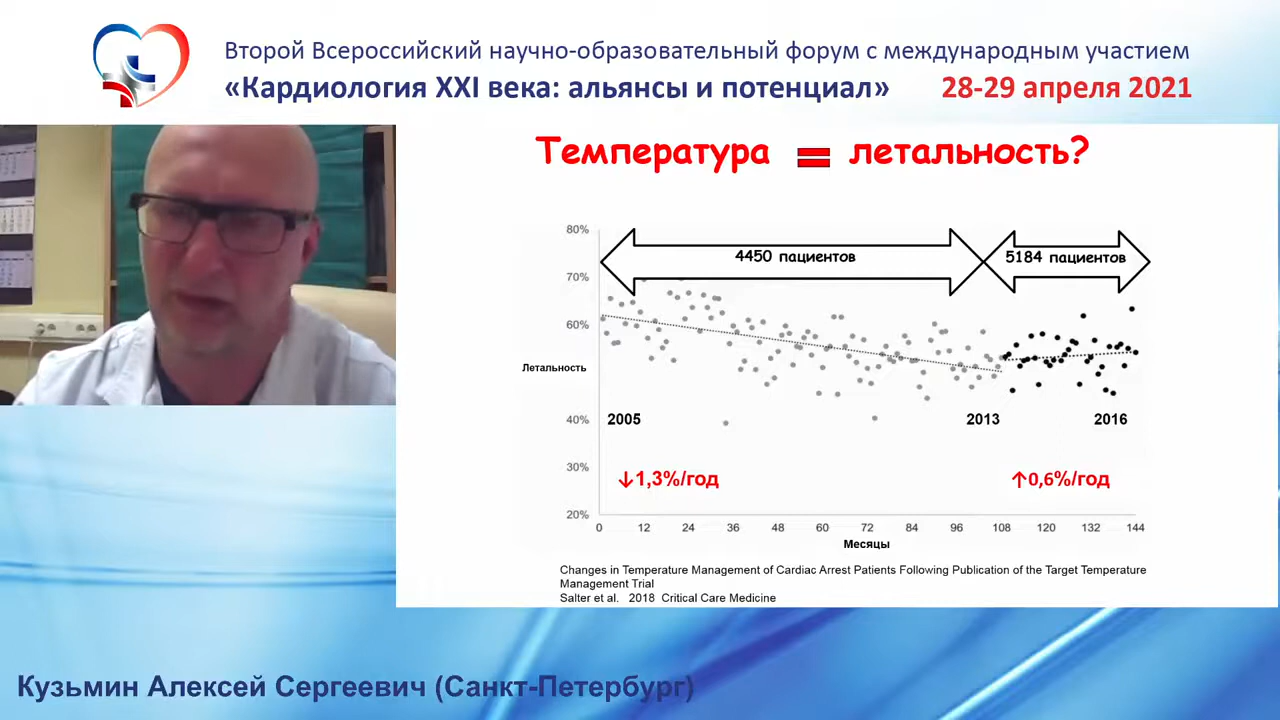 Второй Всероссийский научно-образовательный форум с международным участием
«Кардиология XXI века: альянсы и потенциал» 28-29 апреля 2021
Температура = летальность?
80%
4450 пациентов
5184 пациентов
70%
60%
Летальность
40%
2005
2013
2016
30%
↓1,3%/год
↑0,6%/год
20%
0 12 24 36 48 60 72 84 96 108 120 132 144
Месяцы
Changes in Temperature Management of Cardiac Arrest Patients Following Publication of the Target Temperature
Management Trial
Salter et al. 2018 Critical Care Medicine
Кузьмин Алексей Сергеевич (Санкт-Петербург)